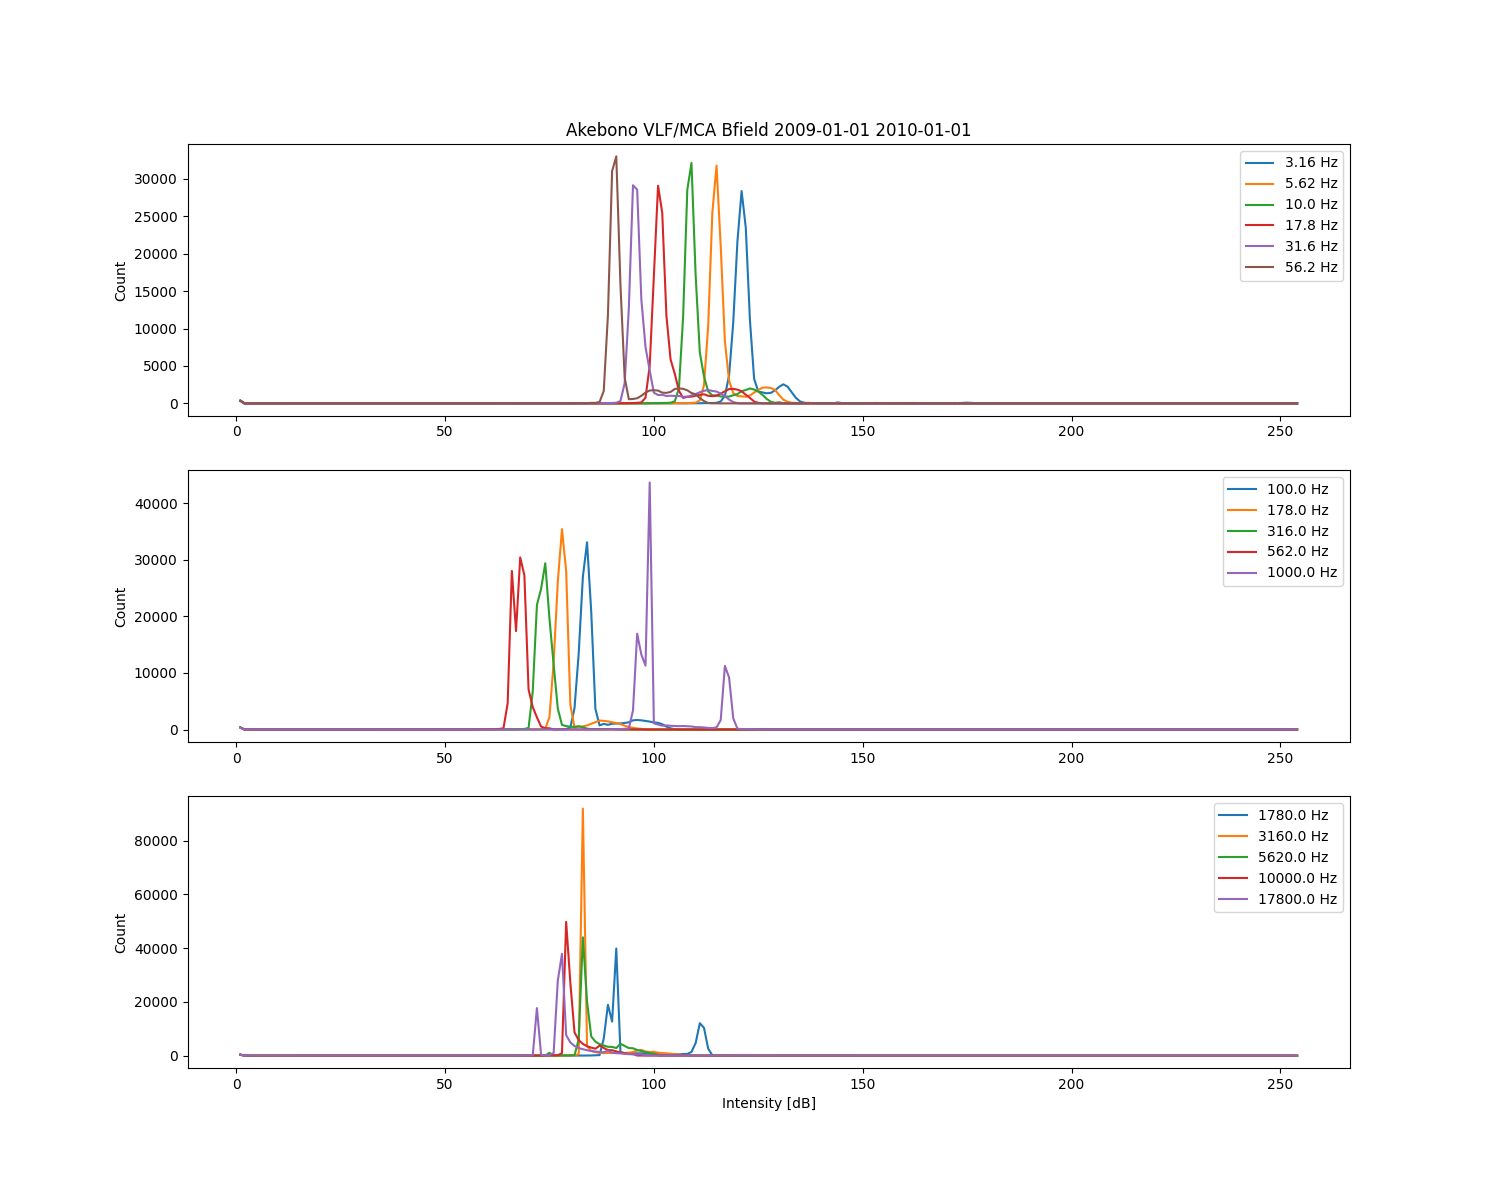 Akebono VLF/MCA Bfield 2009-01-01 2010-01-01
30000
25000
20000
15000
10000
5000
0
Count
3.16 Hz
5.62 Hz
10.0 Hz
17.8 Hz
31.6 Hz
56.2 Hz
0 50 100 150 200 250
40000
30000
20000
10000
0
Count
100.0 Hz
178.0 Hz
316.0 Hz
562.0 Hz
1000.0 Hz
0 50 100 150 200 250
80000
60000
40000
20000
0
Count
1780.0 Hz
3160.0 Hz
5620.0 Hz
10000.0 Hz
17800.0 Hz
0 50 100 150 200 250
Intensity [dB]